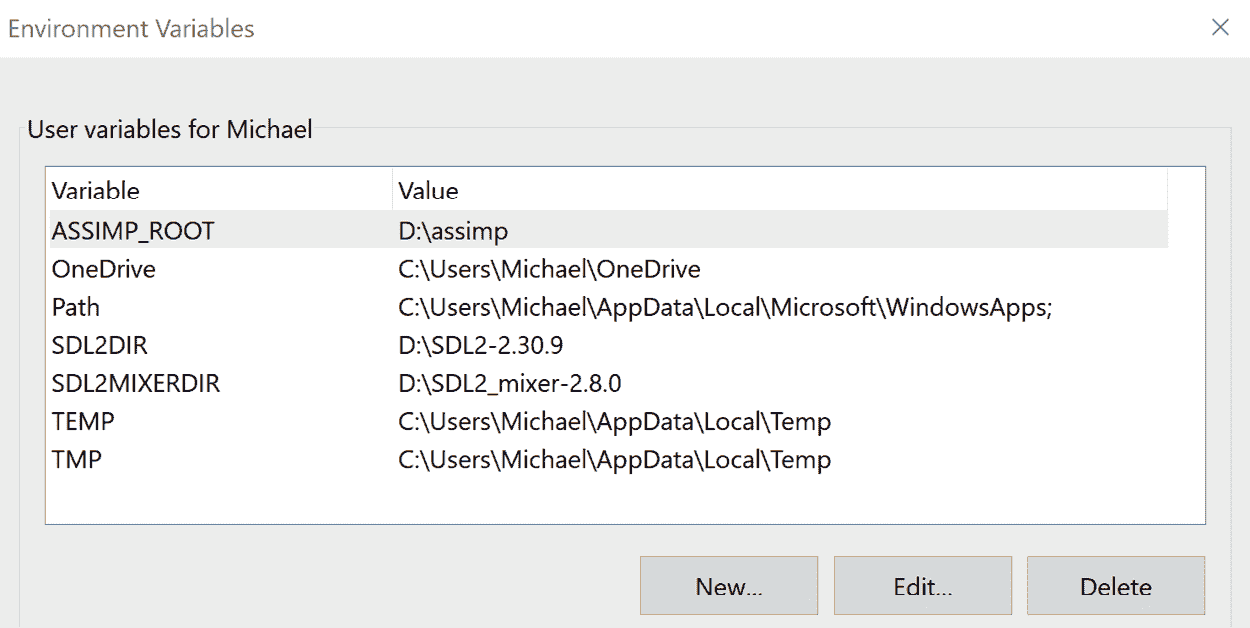 Environment Variables
User variables for Michael
Variable Value
ASSIMP_ROOT D:\assimp
OneDrive C:\Users\Michael\OneDrive
Path C:\Users\Michael\AppData\Local\Microsoft\WindowsApps;
SDL2DIR D:\SDL2-2.30.9
SDL2MIXERDIR D:\SDL2_mixer-2.8.0
TEMP C:\Users\Michael\AppData\Local\Temp
TMP C:\Users\Michael\AppData\Local\Temp
New... Edit... Delete